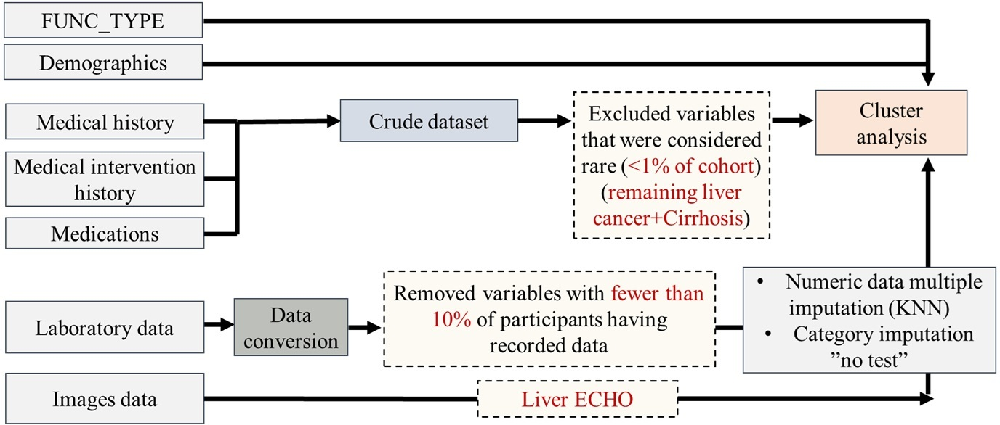 FUNC_TYPE
Demographics
Medical history
Medical intervention
history
Medications
Crude dataset
Excluded variables
that were considered
rare (<1% of cohort)
(remaining liver
cancer+Cirrhosis)
Cluster
analysis
Laboratory data
Data
conversion
Removed variables with fewer than
10% of participants having
recorded data
• Numeric data multiple
imputation (KNN)
• Category imputation
”no test”
Images data
Liver ECHO